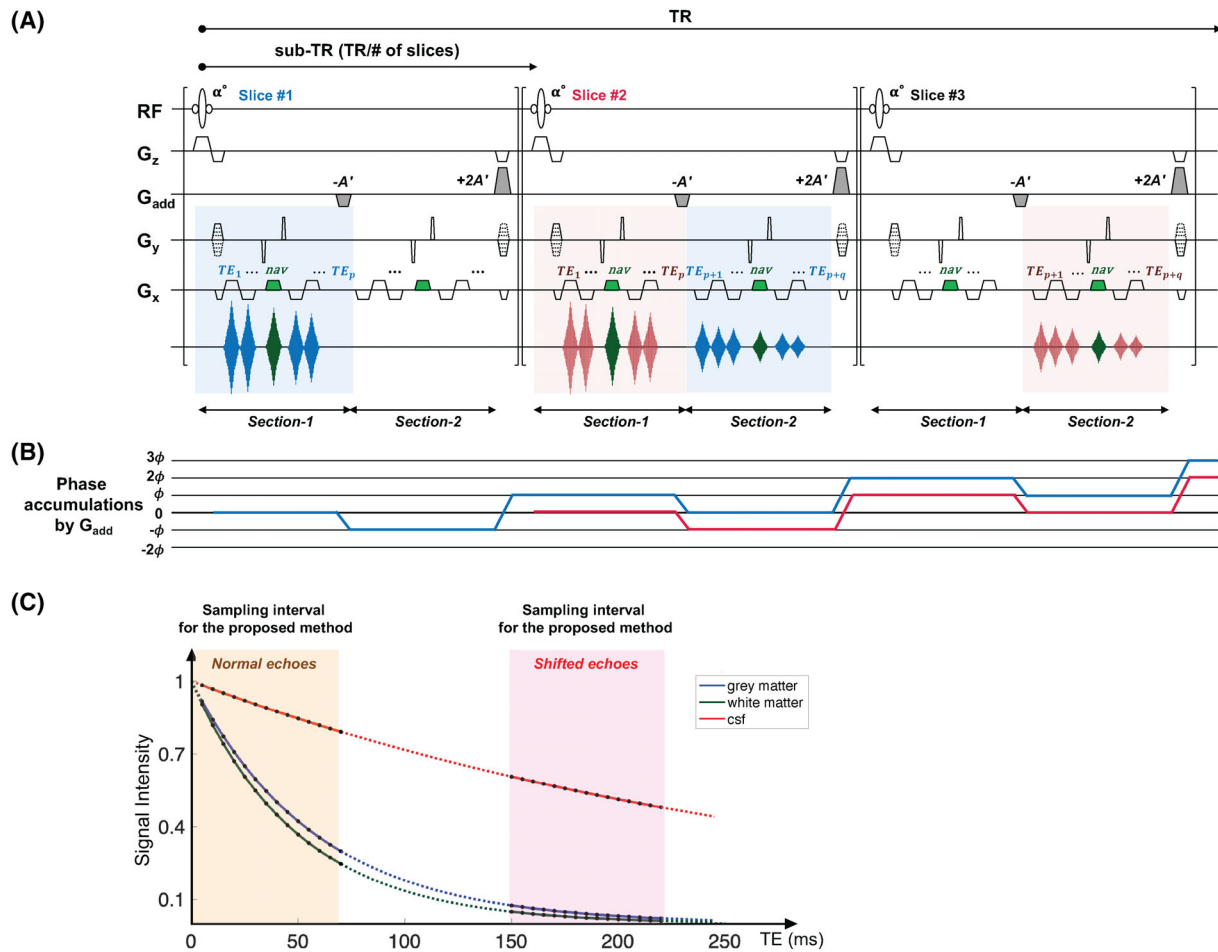 (A)
TR
sub-TR (TR/# of slices)
RF
α° Slice #1
α° Slice #2
α° Slice #3
Gz
-A' +2A' -A' +2A' -A' +2A'
Gadd
Gy
TE1 ··· nav ··· TEp ··· ··· TE1 ··· nav ··· TEp TEp+1 ··· nav ··· TEp+q ··· nav ··· TEp+1 ··· nav ··· TEp+q
Gx
Section-1 Section-2 Section-1 Section-2 Section-1 Section-2
(B)
Phase accumulations by Gadd
3ϕ
2ϕ
ϕ
0
-ϕ
-2ϕ
(C)
Sampling interval
for the proposed method
Sampling interval
for the proposed method
Normal echoes
Shifted echoes
grey matter
white matter
csf
Signal Intensity
1
0.7
0.4
0.1
0 50 100 150 200 250 TE (ms)